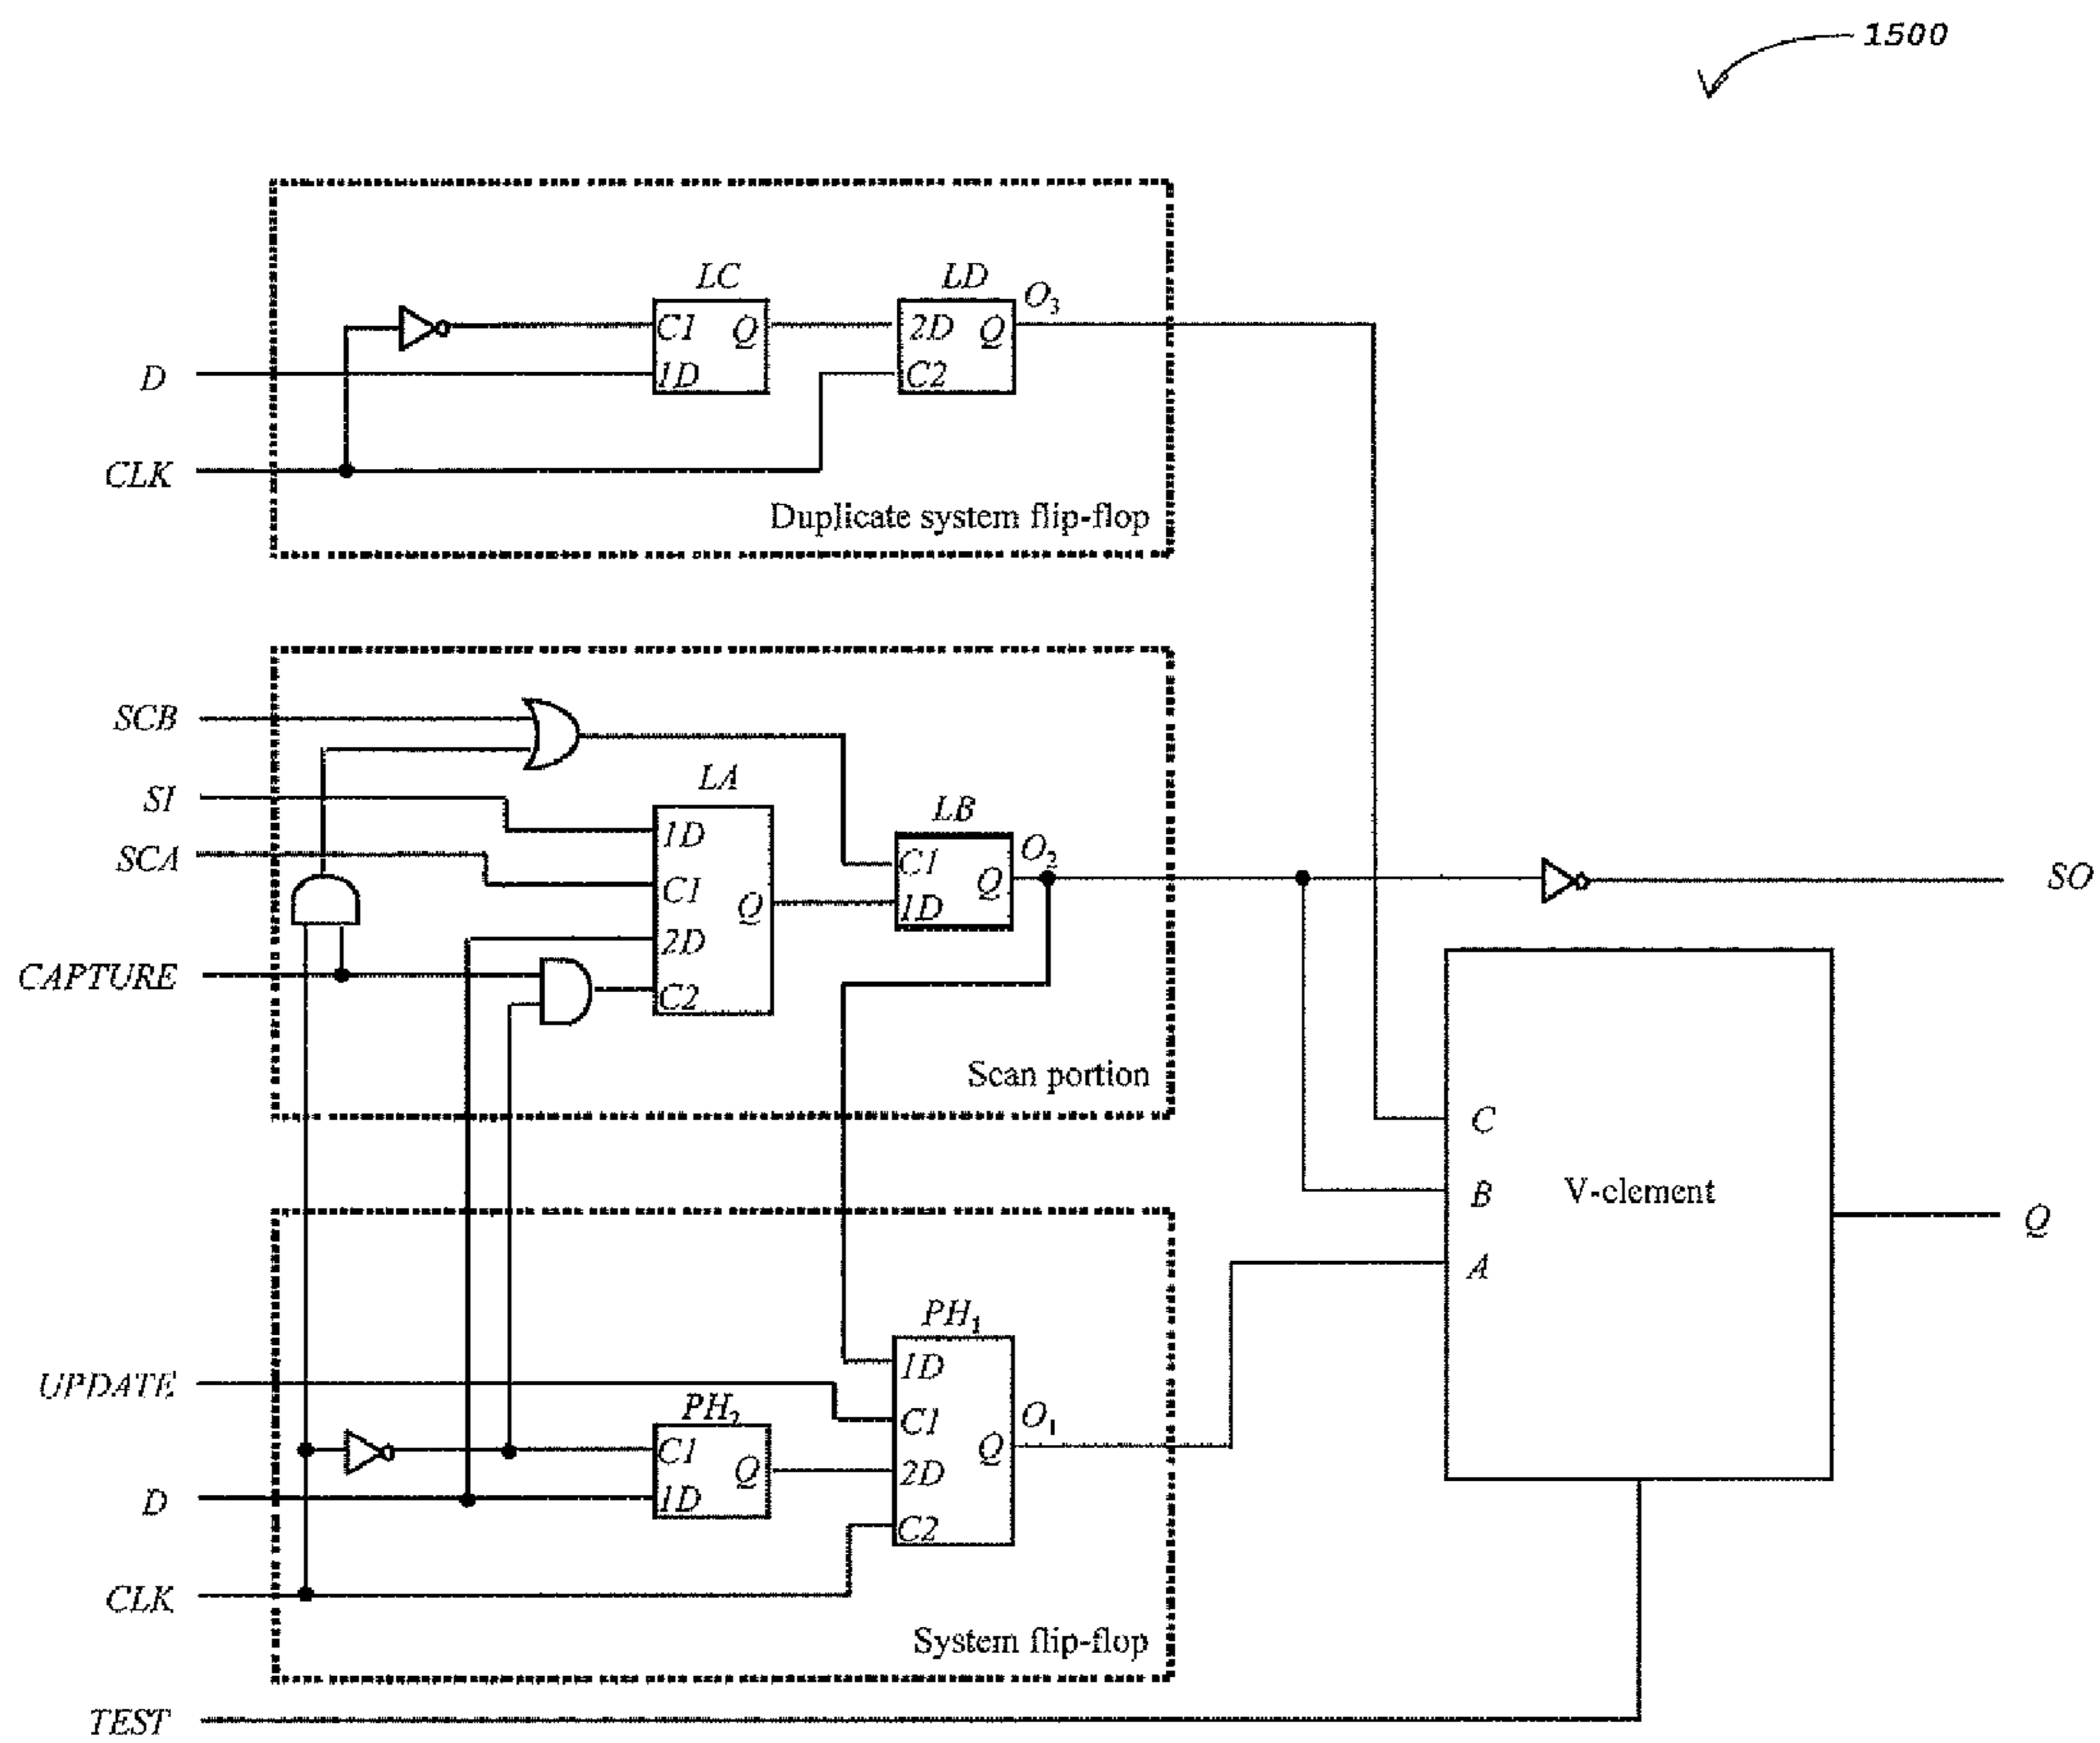 1500
LC
LD
O3
C1 Q
2D Q
D
1D
C2
CLK
Duplicate system flip-flop
SCB
SI
LA
1D
LB
O2
SCA
C1
C1
Q
Q
1D
SO
2D
CAPTURE
C2
Scan portion
C
V-clement
B
Q
A
PH1
1D
UPDATE
PH2
C1
O1
C1
Q
Q
2D
D
1D
C2
CLK
System flip-flop
TEST